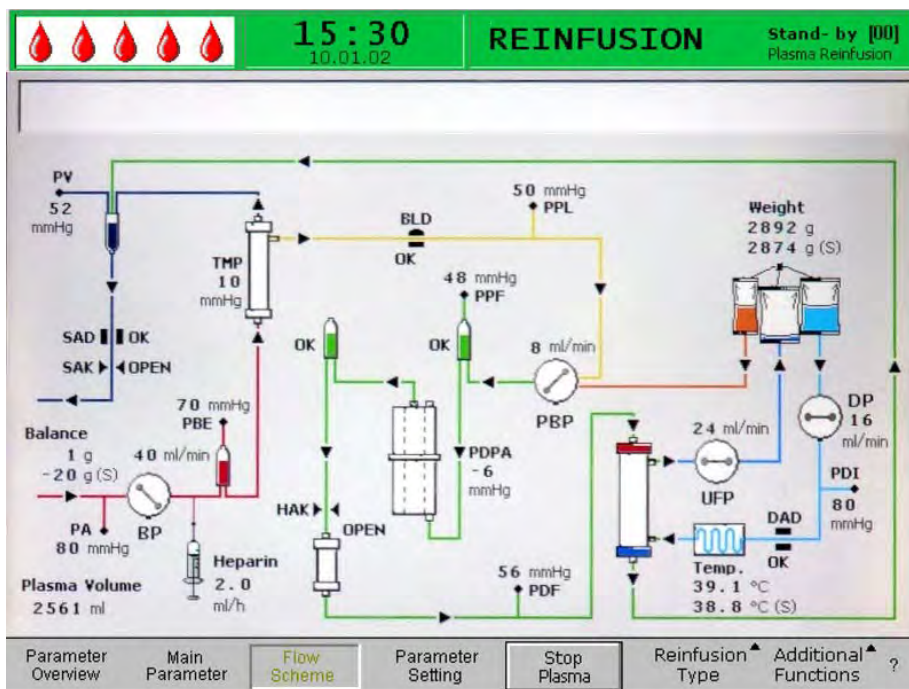 15:30
10.01.02
REINFUSION
Stand- by [00]
Plasma Reinfusion
PV
52
mmHg
TMP
10
mmHg
BLD
OK
50 mmHg
PPL
Weight
2892 g
2874 g (S)
48 mmHg
PPF
SAD OK
SAK OPEN
OK
OK
8 ml/min
PBP
70 mmHg
PBE
Balance
1 g
-20 g (S)
40 ml/min
BP
PA
80 mmHg
PDPA
-6
mmHg
24 ml/min
UFP
DP
16
ml/min
PDI
80
mmHg
HAK
OPEN
DAD
OK
Heparin
2.0
ml/h
56 mmHg
PDF
Temp.
39.1 °C
38.8 °C (S)
Plasma Volume
2561 ml
Parameter
Overview
Main
Parameter
Flow
Scheme
Parameter
Setting
Stop
Plasma
Reinfusion
Type
Additional
Functions
?